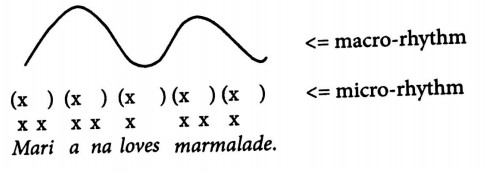 <= macro-rhythm
(x ) (x ) (x ) (x ) (x ) <= micro-rhythm
x x x x x x x x
Mari a na loves marmalade.